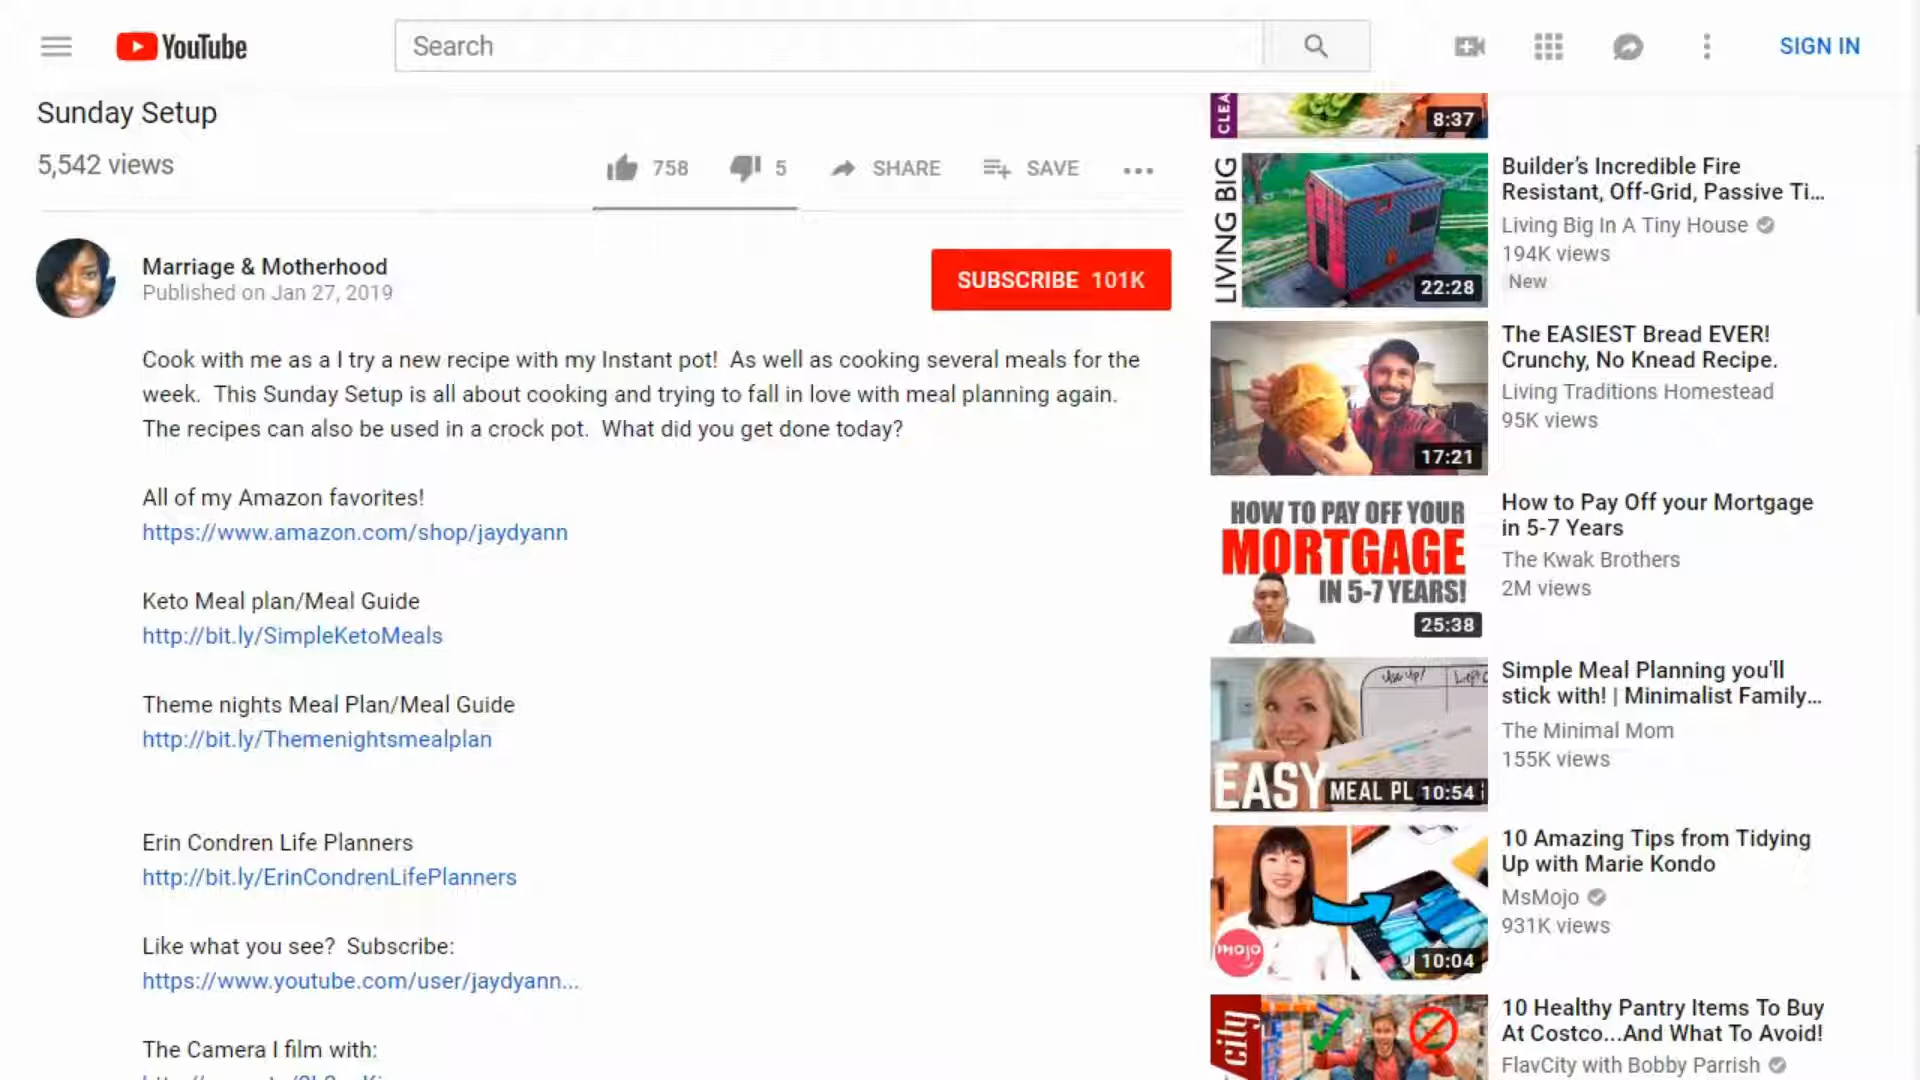 YouTube
Search
SIGN IN
Sunday Setup
5,542 views
758
5
SHARE
SAVE
Marriage & Motherhood
Published on Jan 27, 2019
SUBSCRIBE 101K
Cook with me as a I try a new recipe with my Instant pot! As well as cooking several meals for the
week. This Sunday Setup is all about cooking and trying to fall in love with meal planning again.
The recipes can also be used in a crock pot. What did you get done today?
All of my Amazon favorites!
https://www.amazon.com/shop/jaydyann
Keto Meal plan/Meal Guide
http://bit.ly/SimpleKetoMeals
Theme nights Meal Plan/Meal Guide
http://bit.ly/Themenightsmealplan
Erin Condren Life Planners
http://bit.ly/ErinCondrenLifePlanners
Like what you see? Subscribe:
https://www.youtube.com/user/jaydyann...
The Camera I film with:
CLEA
8:37
LIVING BIG
22:28
Builder's Incredible Fire
Resistant, Off-Grid, Passive Ti...
Living Big In A Tiny House
194K views
New
17:21
The EASIEST Bread EVER!
Crunchy, No Knead Recipe.
Living Traditions Homestead
95K views
HOW TO PAY OFF YOUR
MORTGAGE
IN 5-7 YEARS!
25:38
How to Pay Off your Mortgage
in 5-7 Years
The Kwak Brothers
2M views
Use up!
EASY
MEAL PL
10:54
Simple Meal Planning you'll
stick with! | Minimalist Family...
The Minimal Mom
155K views
mojo
10:04
10 Amazing Tips from Tidying
Up with Marie Kondo
MsMojo
931K views
city
10 Healthy Pantry Items To Buy
At Costco...And What To Avoid!
FlavCity with Bobby Parrish